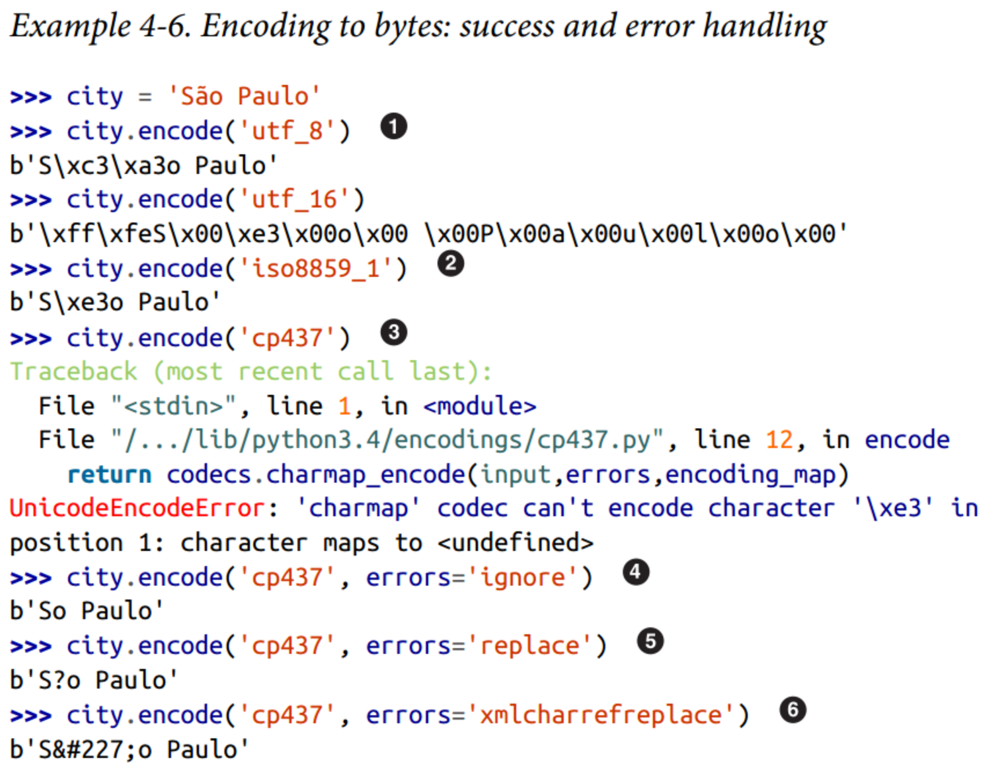 Example 4-6. Encoding to bytes: success and error handling
>>> city = 'São Paulo'
>>> city.encode('utf_8') ❶
b'S\xc3\xa3o Paulo'
>>> city.encode('utf_16')
b'\xff\xfeS\x00\xe3\x00o\x00 \x00P\x00a\x00u\x00l\x00o\x00'
>>> city.encode('iso8859_1') ❷
b'S\xe3o Paulo'
>>> city.encode('cp437') ❸
Traceback (most recent call last):
  File "<stdin>", line 1, in <module>
  File "/.../lib/python3.4/encodings/cp437.py", line 12, in encode
    return codecs.charmap_encode(input,errors,encoding_map)
UnicodeEncodeError: 'charmap' codec can't encode character '\xe3' in
position 1: character maps to <undefined>
>>> city.encode('cp437', errors='ignore') ❹
b'So Paulo'
>>> city.encode('cp437', errors='replace') ❺
b'S?o Paulo'
>>> city.encode('cp437', errors='xmlcharrefreplace') ❻
b'S&#227;o Paulo'